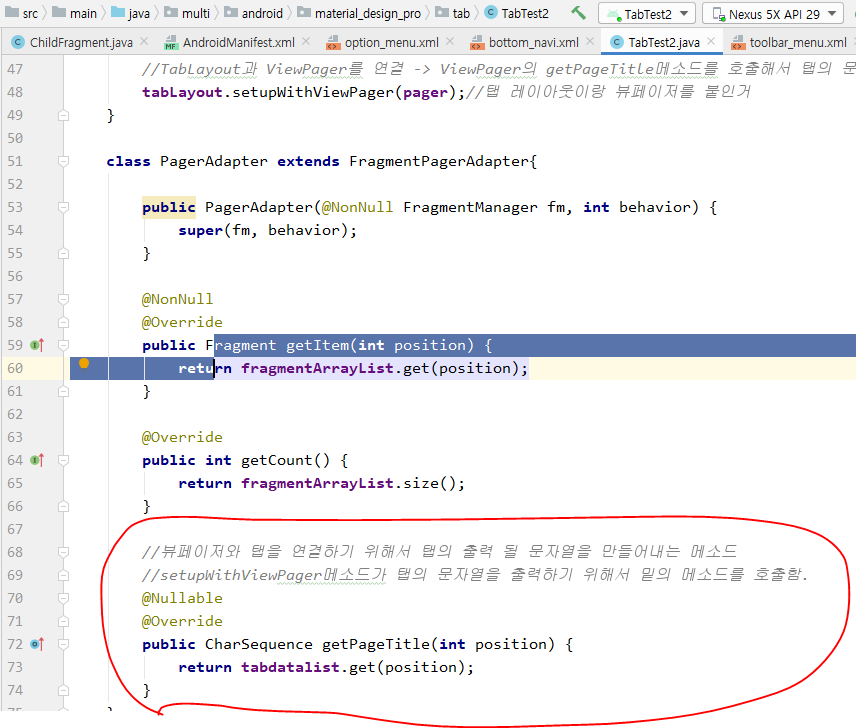 src main java multi android material_design_pro tab TabTest2 TabTest2 Nexus 5X API 29
ChildFragment.java AndroidManifest.xml option_menu.xml bottom_navi.xml TabTest2.java toolbar_menu.xml
47 //TabLayout과 ViewPager를 연결 -> ViewPager의 getPageTitle메소드를 호출해서 탭의 문
48 tabLayout.setupWithViewPager(pager);//탭 레이아웃이랑 뷰페이저를 붙인거
49 }
50
51 class PagerAdapter extends FragmentPagerAdapter{
52
53 public PagerAdapter(@NonNull FragmentManager fm, int behavior) {
54 super(fm, behavior);
55 }
56
57 @NonNull
58 @Override
59 public Fragment getItem(int position) {
60 return fragmentArrayList.get(position);
61 }
62
63 @Override
64 public int getCount() {
65 return fragmentArrayList.size();
66 }
67
68 //뷰페이저와 탭을 연결하기 위해서 탭의 출력 될 문자열을 만들어내는 메소드
69 //setupWithViewPager메소드가 탭의 문자열을 출력하기 위해서 밑의 메소드를 호출함.
70 @Nullable
71 @Override
72 public CharSequence getPageTitle(int position) {
73 return tabdatalist.get(position);
74 }
75 }